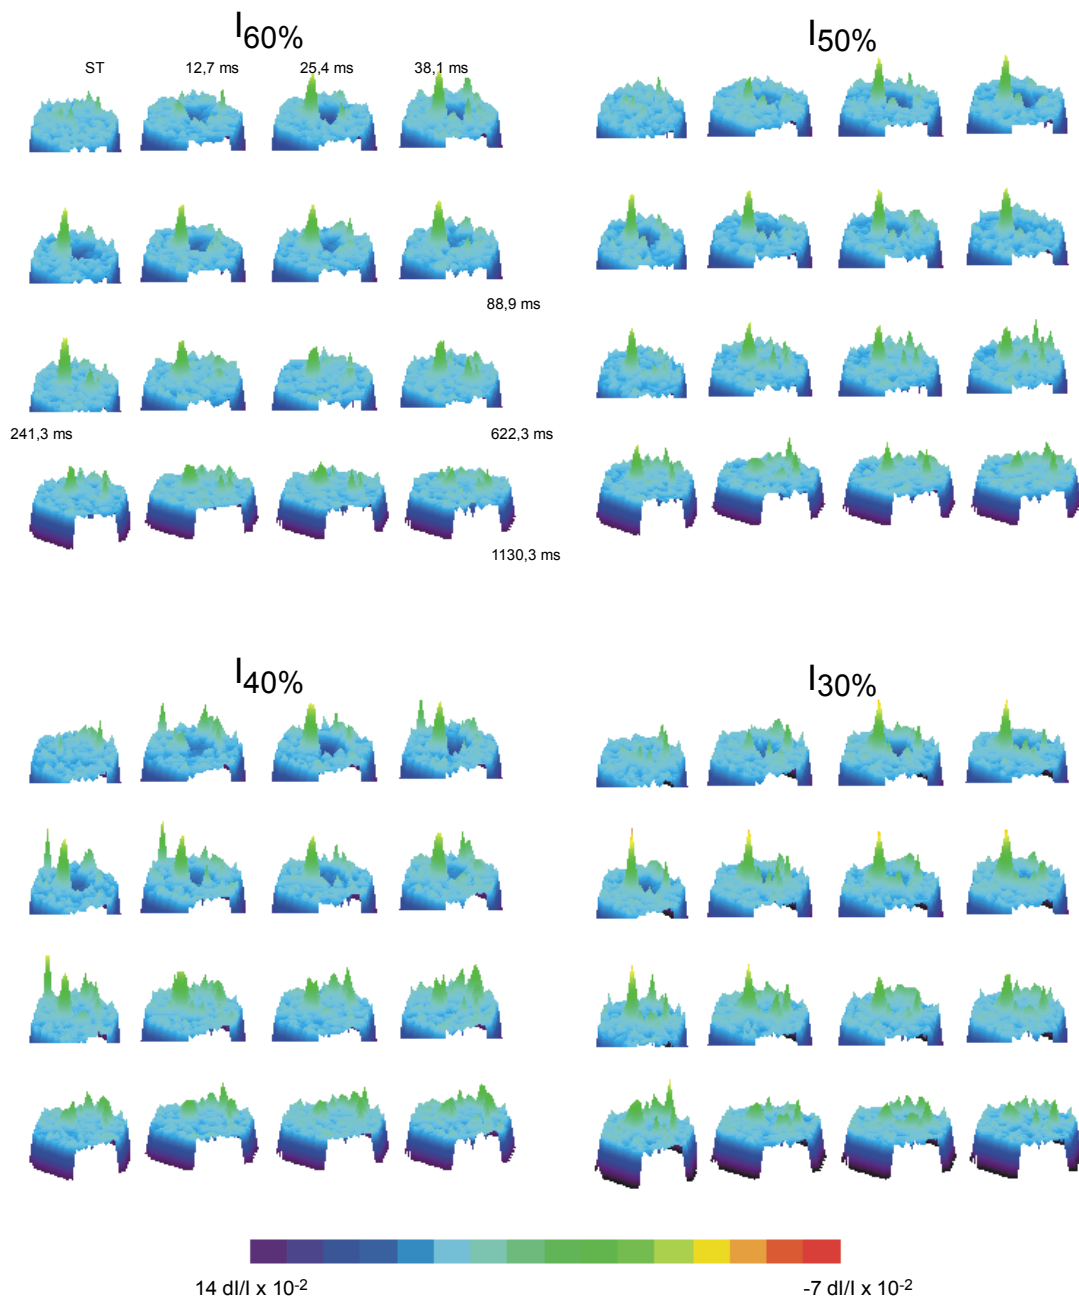 I60%
I50%
ST 12,7 ms 25,4 ms 38,1 ms
88,9 ms
241,3 ms 622,3 ms
1130,3 ms
I40%
I30%
14 dI/I x 10-2 -7 dI/I x 10-2